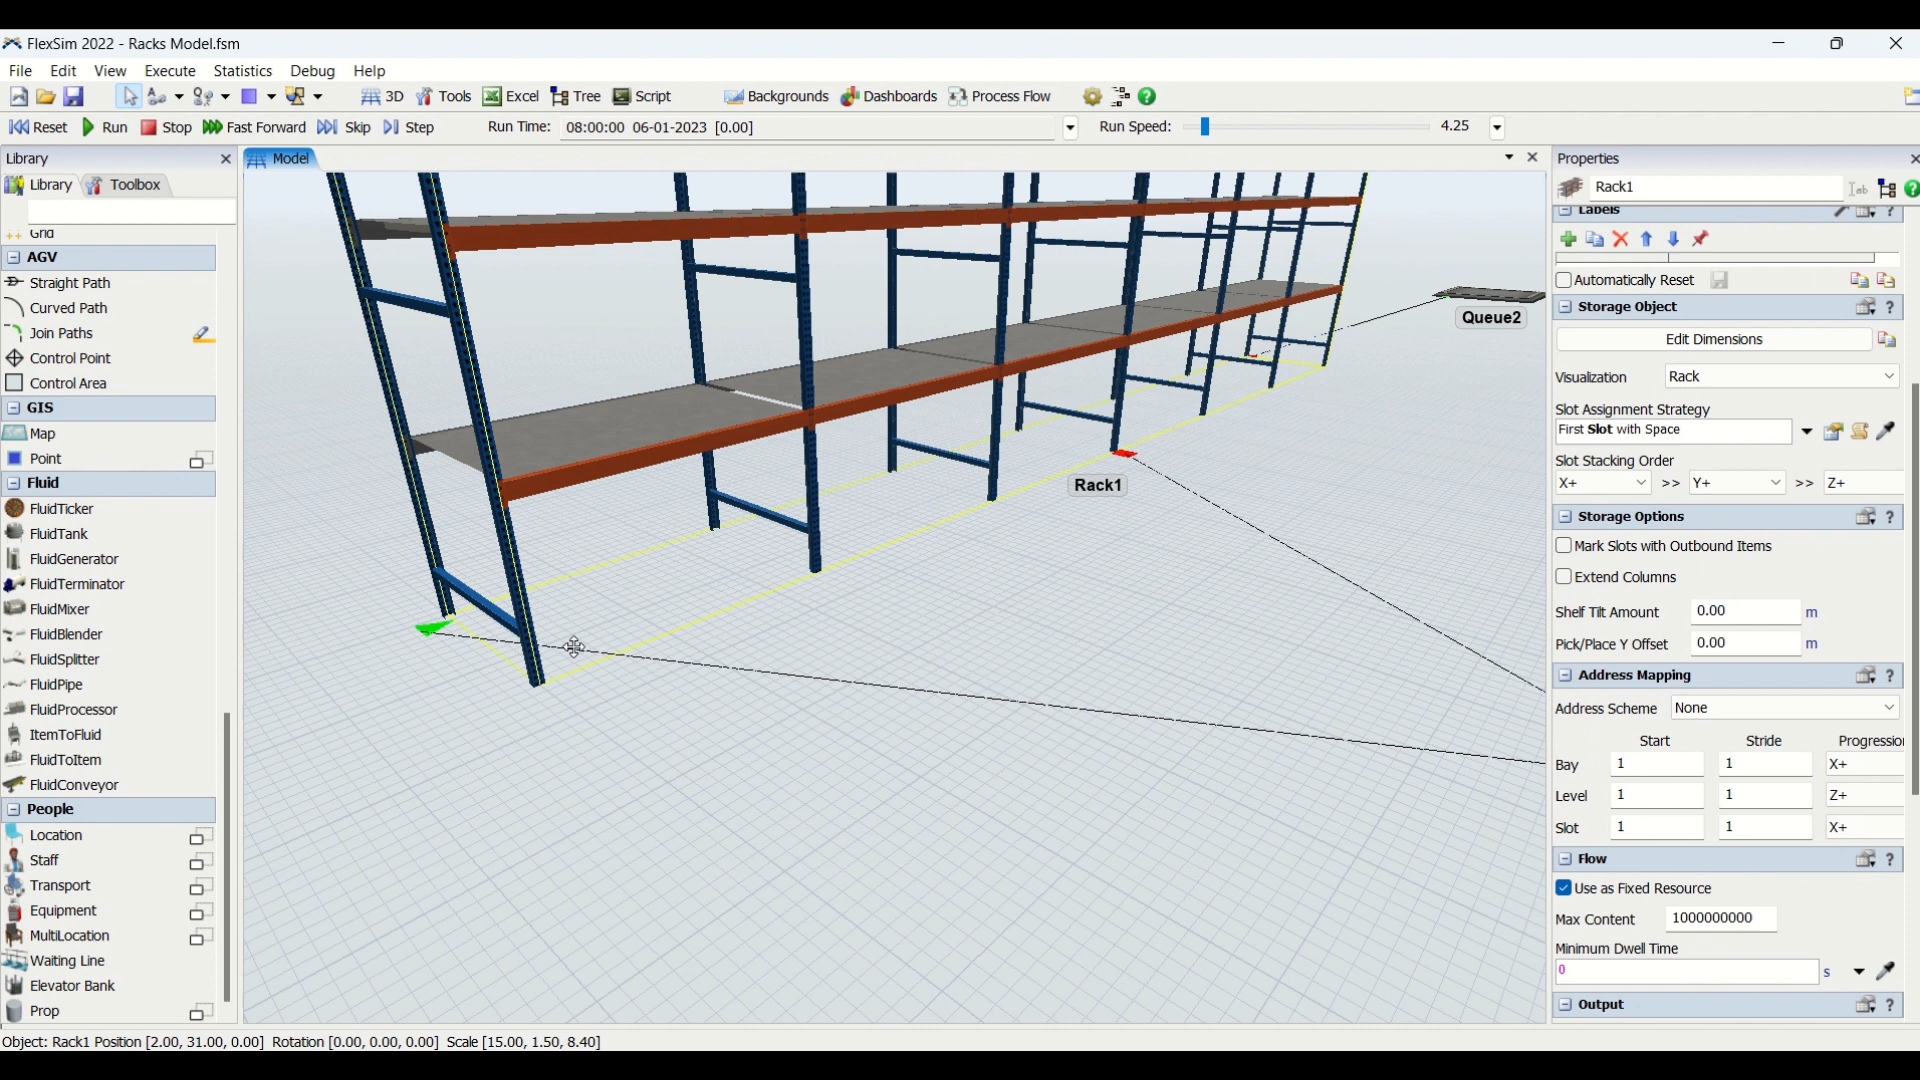 FlexSim 2022 - Racks Model.fsm
File Edit View Execute Statistics Debug Help
3D Tools Excel Tree Script Backgrounds Dashboards Process Flow
Reset Run Stop Fast Forward Skip Step Run Time: 08:00:00 06-01-2023 [0.00] Run Speed: 4.25
Library
Library Toolbox
Grid
AGV
Straight Path
Curved Path
Join Paths
Control Point
Control Area
GIS
Map
Point
Fluid
FluidTicker
FluidTank
FluidGenerator
FluidTerminator
FluidMixer
FluidBlender
FluidSplitter
FluidPipe
FluidProcessor
ItemToFluid
FluidToItem
FluidConveyor
People
Location
Staff
Transport
Equipment
MultiLocation
Waiting Line
Elevator Bank
Prop
Model
Queue2
Rack1
Properties
Rack1
Labels
Automatically Reset
Storage Object
Edit Dimensions
Visualization Rack
Slot Assignment Strategy
First Slot with Space
Slot Stacking Order
X+ >> Y+ >> Z+
Storage Options
Mark Slots with Outbound Items
Extend Columns
Shelf Tilt Amount 0.00 m
Pick/Place Y Offset 0.00 m
Address Mapping
Address Scheme None
Start Stride Progression
Bay 1 1 X+
Level 1 1 Z+
Slot 1 1 X+
Flow
Use as Fixed Resource
Max Content 1000000000
Minimum Dwell Time
0 s
Output
Object: Rack1 Position [2.00, 31.00, 0.00] Rotation [0.00, 0.00, 0.00] Scale [15.00, 1.50, 8.40]